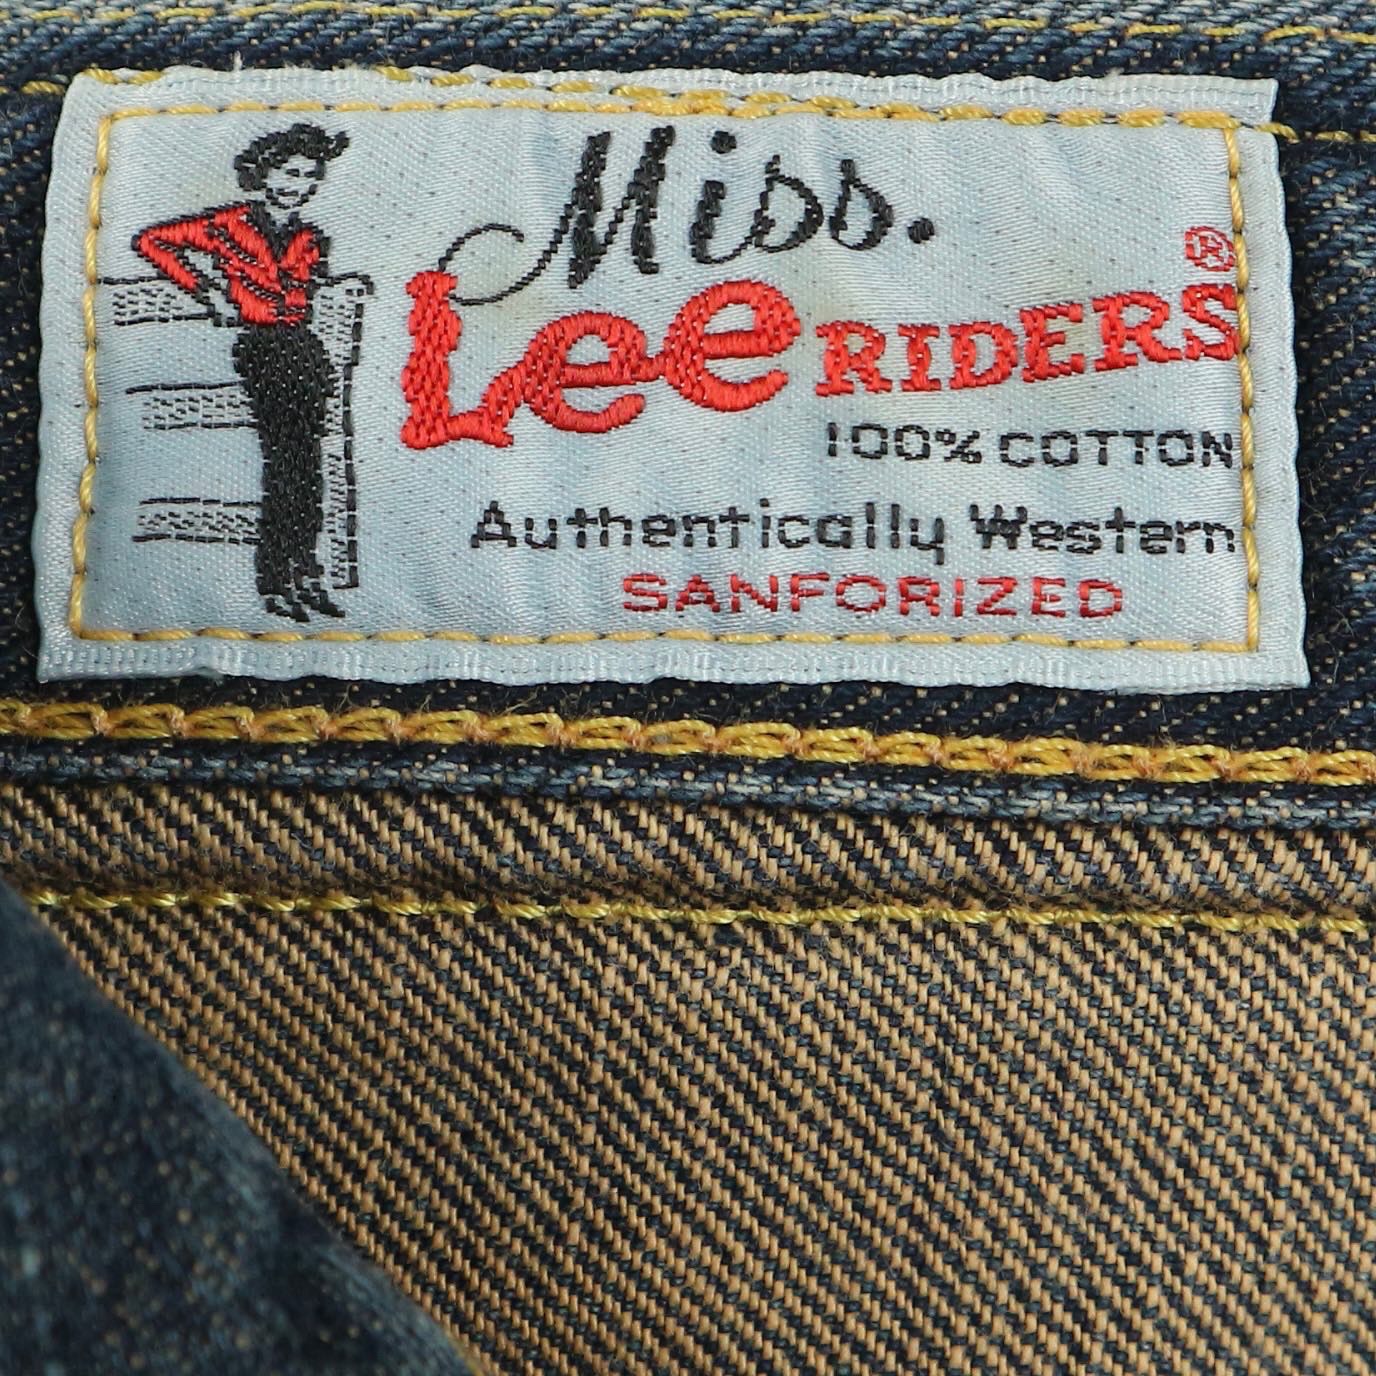 Miss.
Lee RIDERS ®
100% COTTON
Authentically Western
SANFORIZED